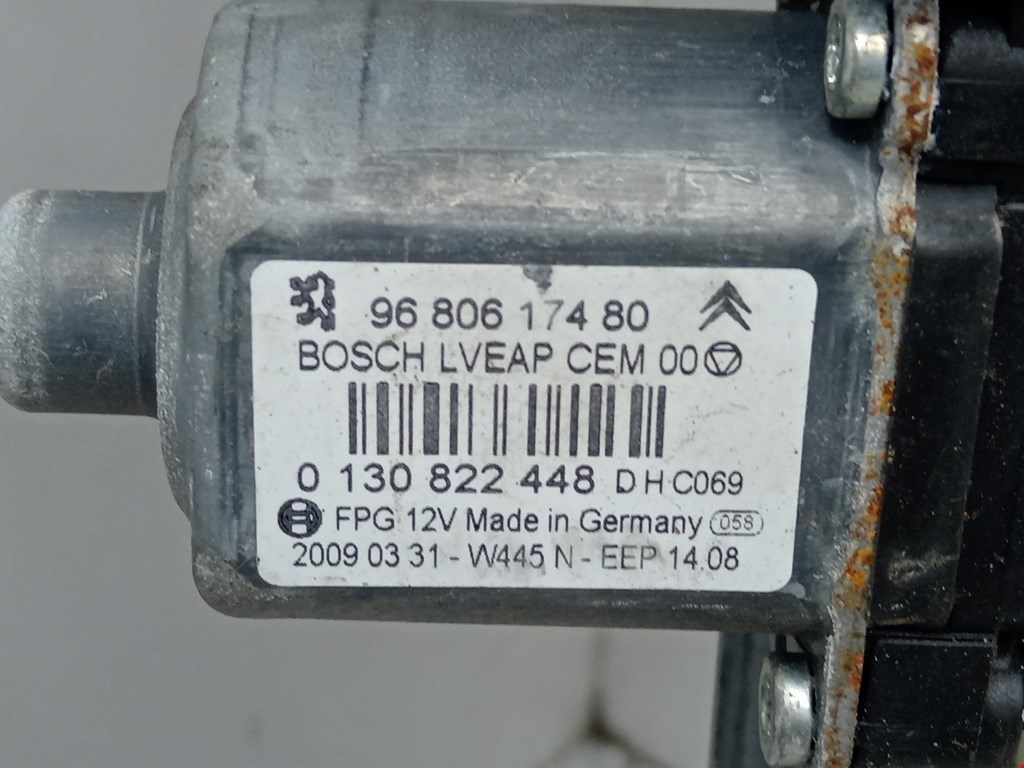 96 806 174 80
BOSCH LVEAP CEM 00
0 130 822 448 D H C069
FPG 12V Made in Germany 058
2009 03 31 - W445 N - EEP 14.08